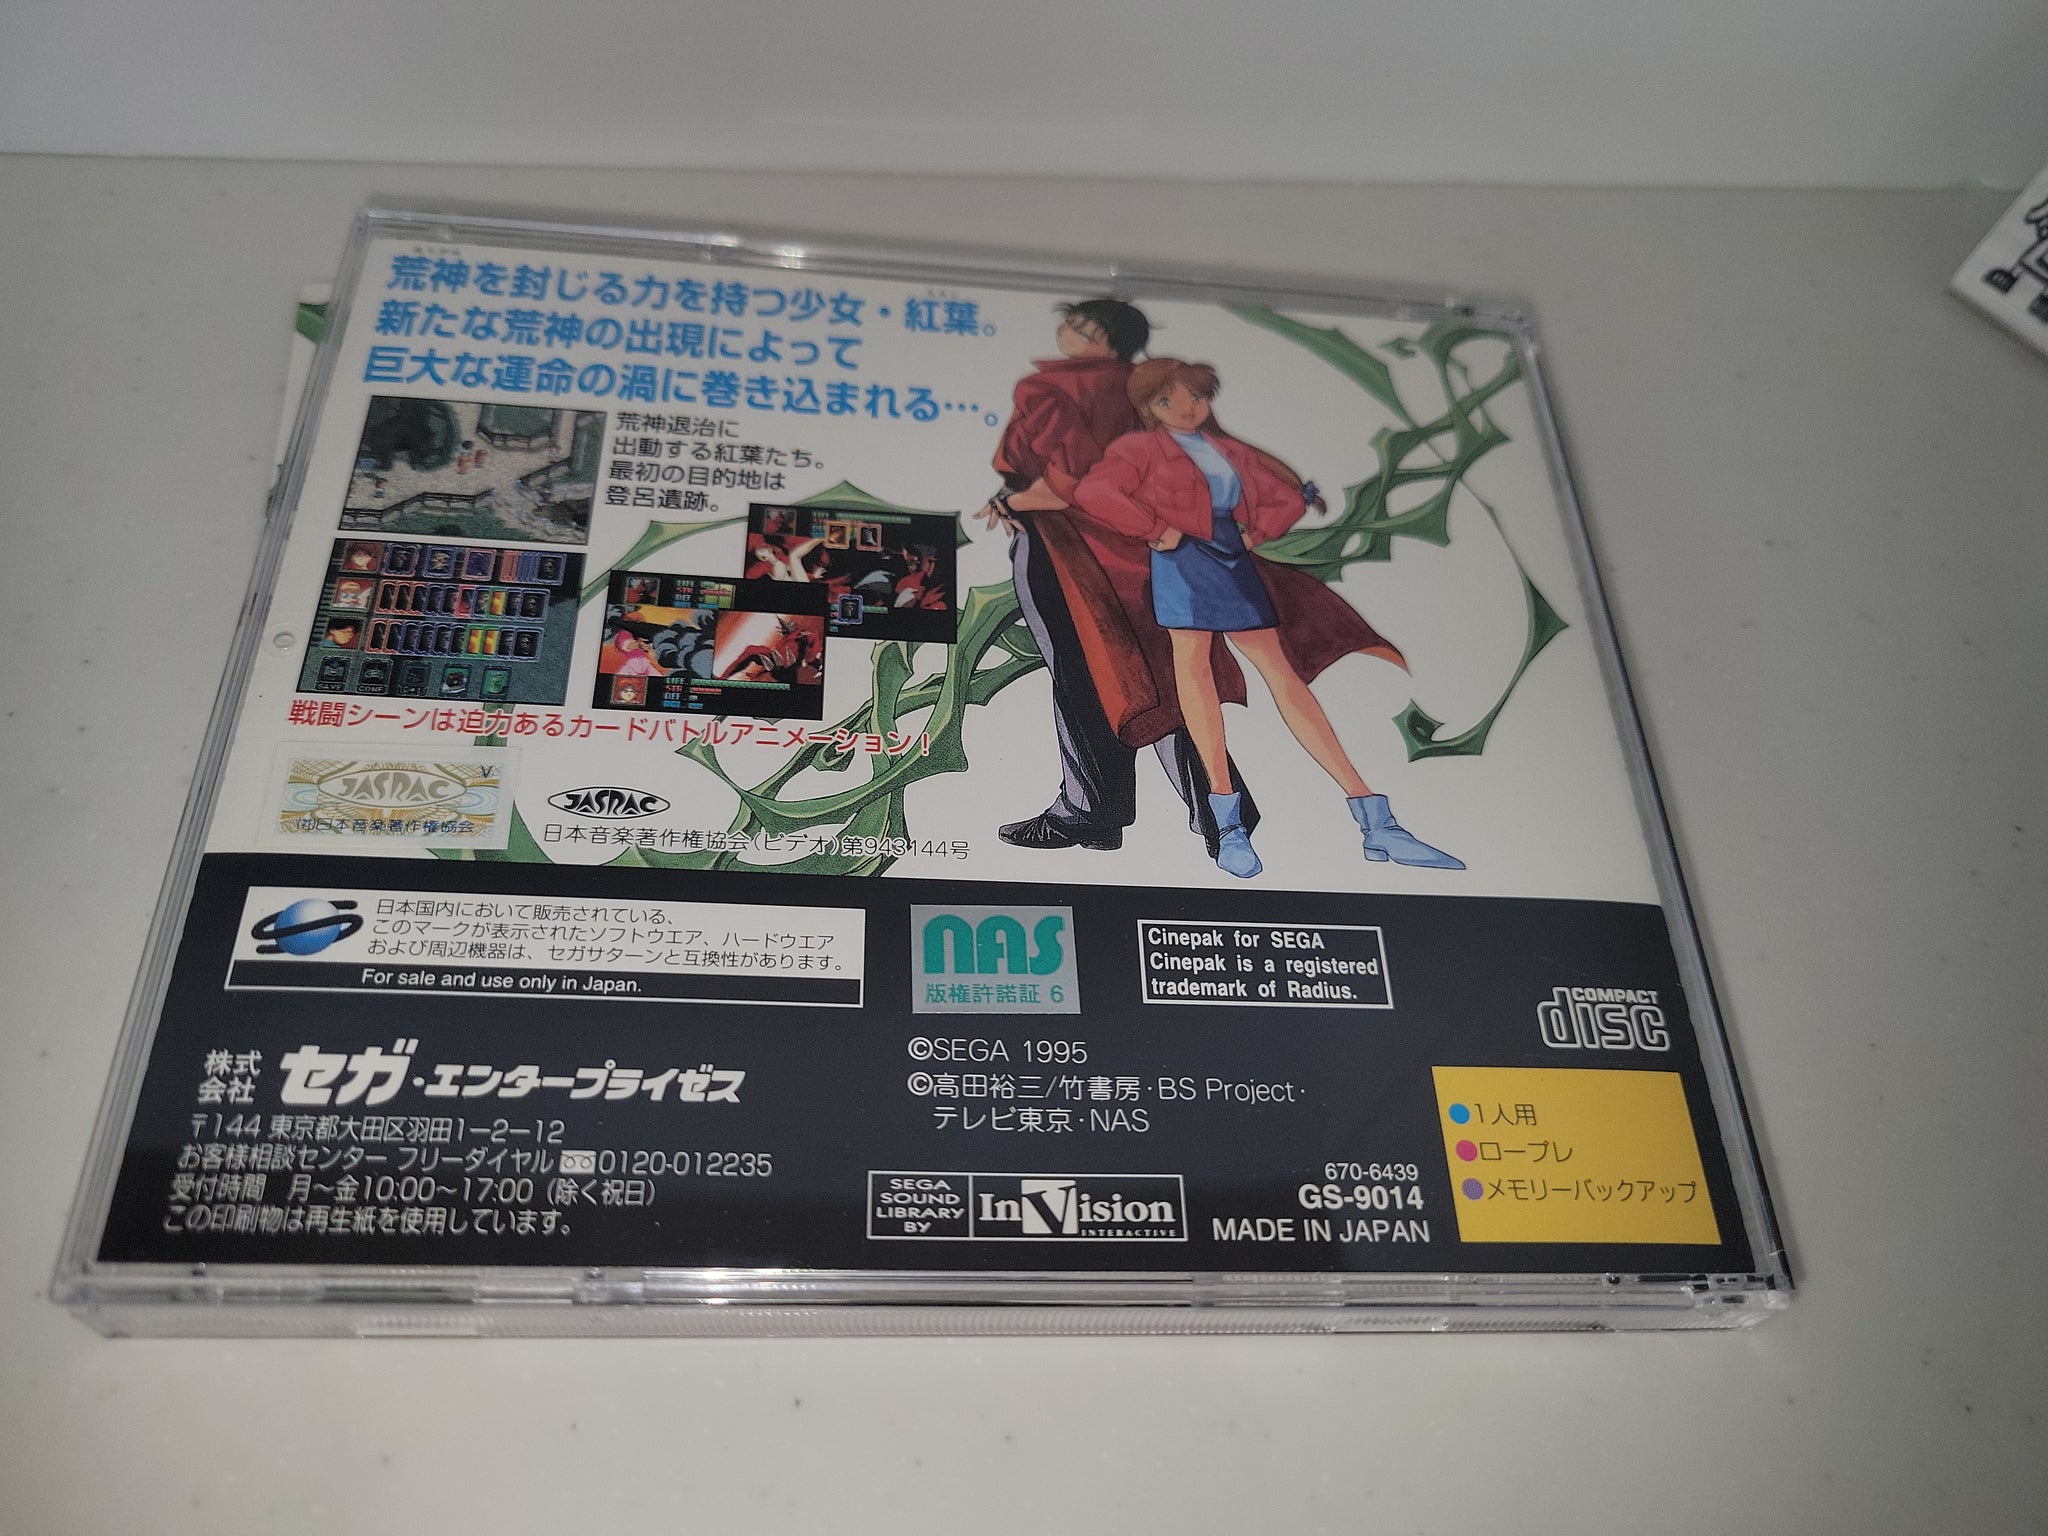 荒神を封じる力を持つ少女・紅葉。
新たな荒神の出現によって
巨大な運命の渦に巻き込まれる…。
荒神退治に
出動する紅葉たち。
最初の目的地は
登呂遺跡。
戦闘シーンは迫力あるカードバトルアニメーション!
JASRAC V
(社)日本音楽著作権協会
JASRAC
日本音楽著作権協会(ビデオ)第943144号
日本国内において販売されている、
このマークが表示されたソフトウエア、ハードウエア
および周辺機器は、セガサターンと互換性があります。
For sale and use only in Japan.
NAS
版権許諾証 6
Cinepak for SEGA
Cinepak is a registered
trademark of Radius.
COMPACT
disc
株式会社 セガ・エンタープライゼス
〒144 東京都大田区羽田1-2-12
お客様相談センター フリーダイヤル 0120-012235
受付時間 月~金10:00~17:00 (除く祝日)
この印刷物は再生紙を使用しています。
©SEGA 1995
©高田裕三/竹書房・BS Project・
テレビ東京・NAS
SEGA
SOUND
LIBRARY
BY
InVision
INTERACTIVE
670-6439
GS-9014
MADE IN JAPAN
1人用
ロープレ
メモリーバックアップ